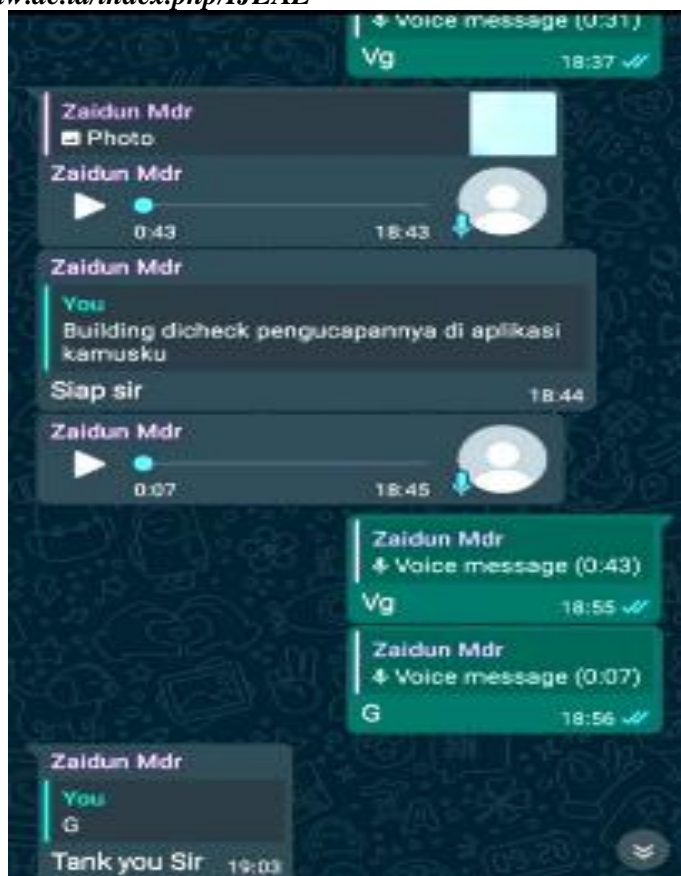 Voice message (0:31)
Vg 18:37
Zaidun Mdr
Photo
Zaidun Mdr
0:43 18:43
Zaidun Mdr
You
Building dicheck pengucapannya di aplikasi
kamusku
Siap sir 18:44
Zaidun Mdr
0:07 18:45
Zaidun Mdr
Voice message (0:43)
Vg 18:55
Zaidun Mdr
Voice message (0:07)
G 18:56
Zaidun Mdr
You
G
Tank you Sir 19:03